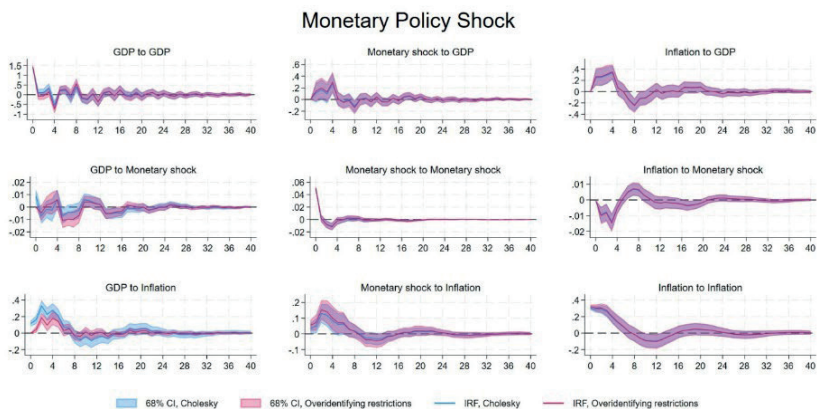 Monetary Policy Shock
GDP to GDP
1.5
1
.5
0
-.5
-1
0 4 8 12 16 20 24 28 32 36 40
Monetary shock to GDP
.6
.4
.2
0
-.2
0 4 8 12 16 20 24 28 32 36 40
Inflation to GDP
.6
.4
.2
0
-.2
-.4
0 4 8 12 16 20 24 28 32 36 40
GDP to Monetary shock
.02
.01
0
-.01
-.02
0 4 8 12 16 20 24 28 32 36 40
Monetary shock to Monetary shock
.06
.04
.02
0
-.02
0 4 8 12 16 20 24 28 32 36 40
Inflation to Monetary shock
.01
0
-.01
-.02
0 4 8 12 16 20 24 28 32 36 40
GDP to Inflation
.4
.2
0
-.2
0 4 8 12 16 20 24 28 32 36 40
Monetary shock to Inflation
.2
.1
0
-.1
0 4 8 12 16 20 24 28 32 36 40
Inflation to Inflation
.4
.2
0
-.2
0 4 8 12 16 20 24 28 32 36 40
68% CI, Cholesky 68% CI, Overidentifying restrictions IRF, Cholesky IRF, Overidentifying restrictions